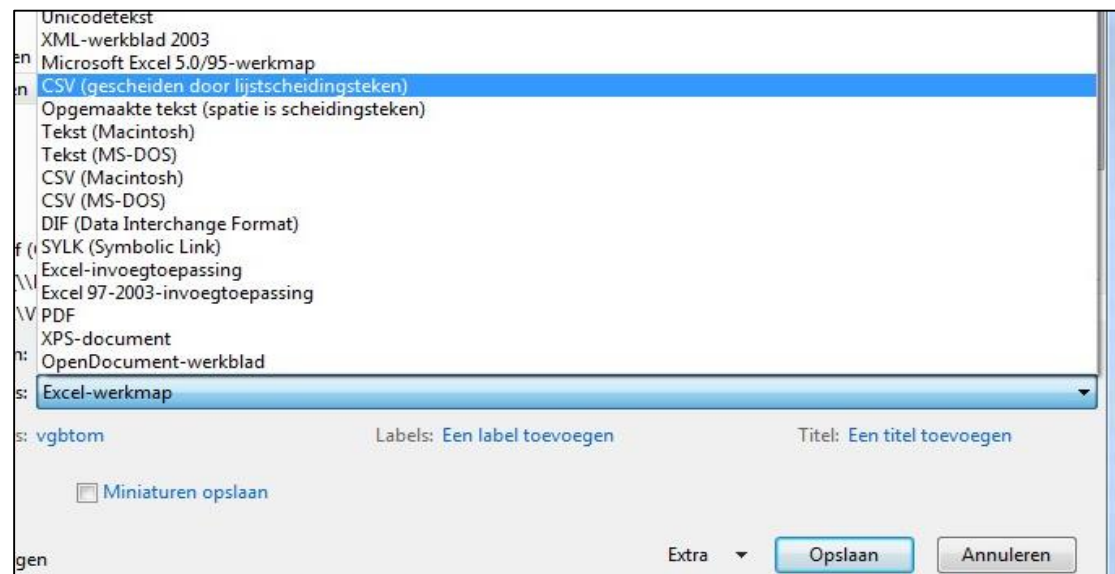 Unicodetekst
XML-werkblad 2003
en
Microsoft Excel 5.0/95-werkmap
en
CSV (gescheiden door lijstscheidingsteken)
Opgemaakte tekst (spatie is scheidingsteken)
Tekst (Macintosh)
Tekst (MS-DOS)
CSV (Macintosh)
CSV (MS-DOS)
DIF (Data Interchange Format)
SYLK (Symbolic Link)
Excel-invoegtoepassing
Excel 97-2003-invoegtoepassing
PDF
XPS-document
OpenDocument-werkblad
s: Excel-werkmap
s: vgbtom Labels: Een label toevoegen Titel: Een titel toevoegen
Miniaturen opslaan
gen Extra Opslaan Annuleren